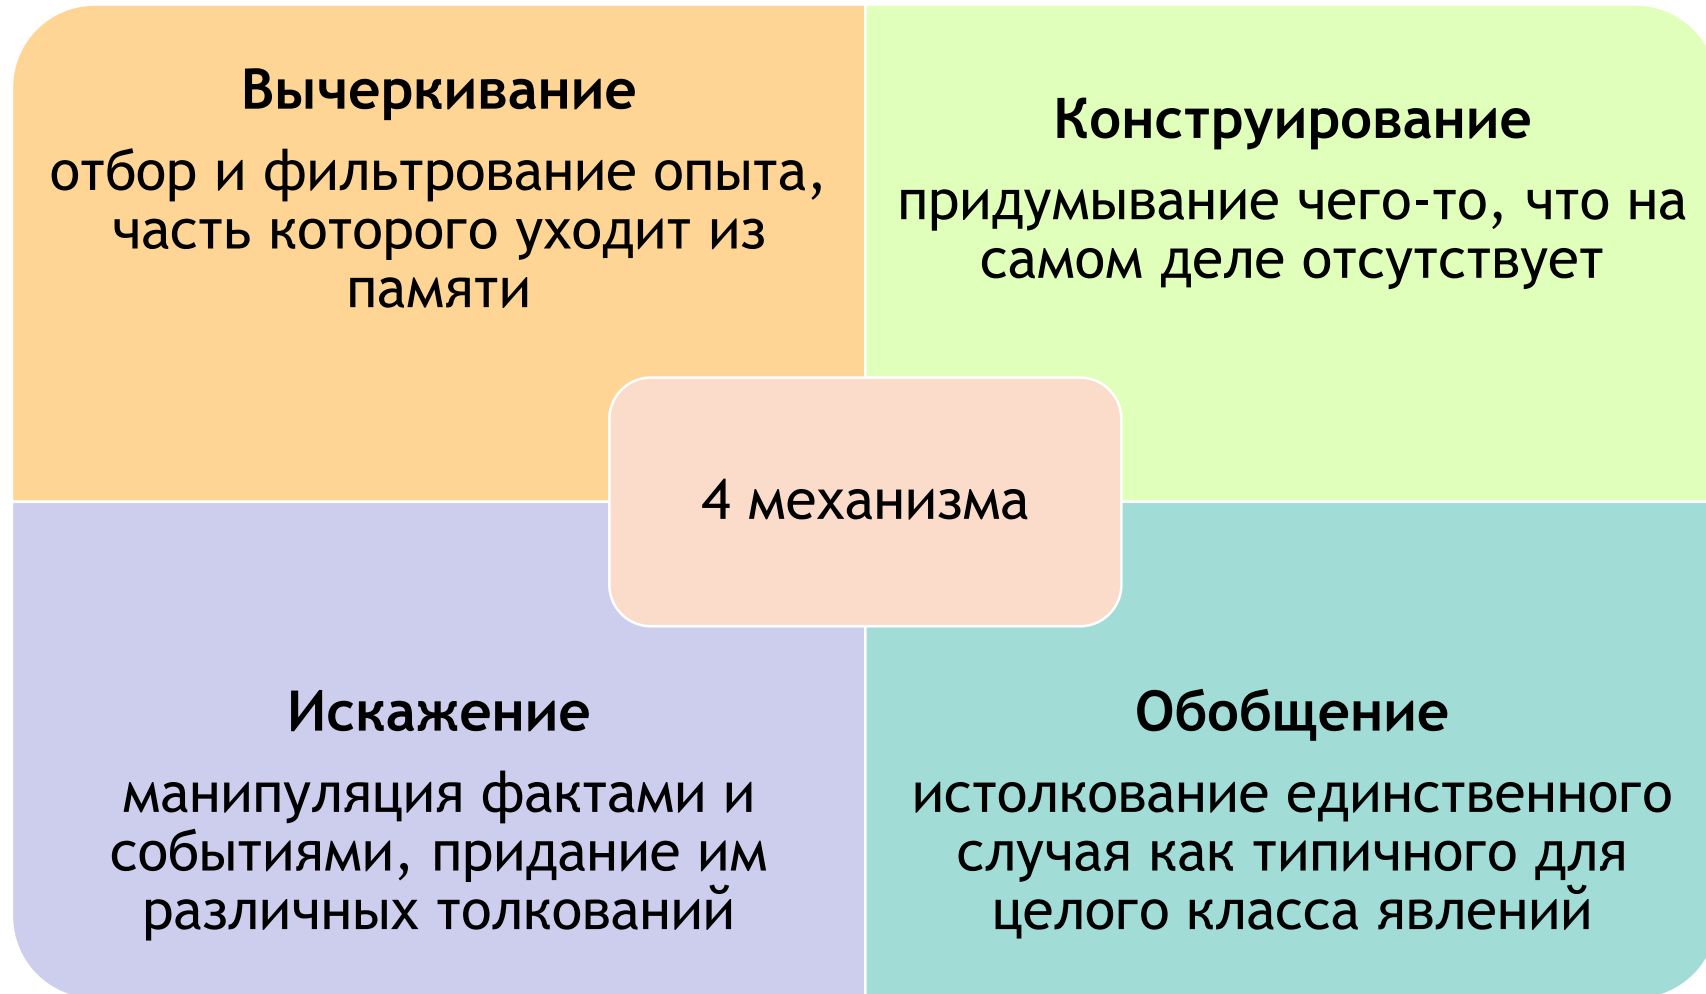 Вычеркивание
отбор и фильтрование опыта,
часть которого уходит из
памяти
Конструирование
придумывание чего-то, что на
самом деле отсутствует
4 механизма
Искажение
манипуляция фактами и
событиями, придание им
различных толкований
Обобщение
истолкование единственного
случая как типичного для
целого класса явлений